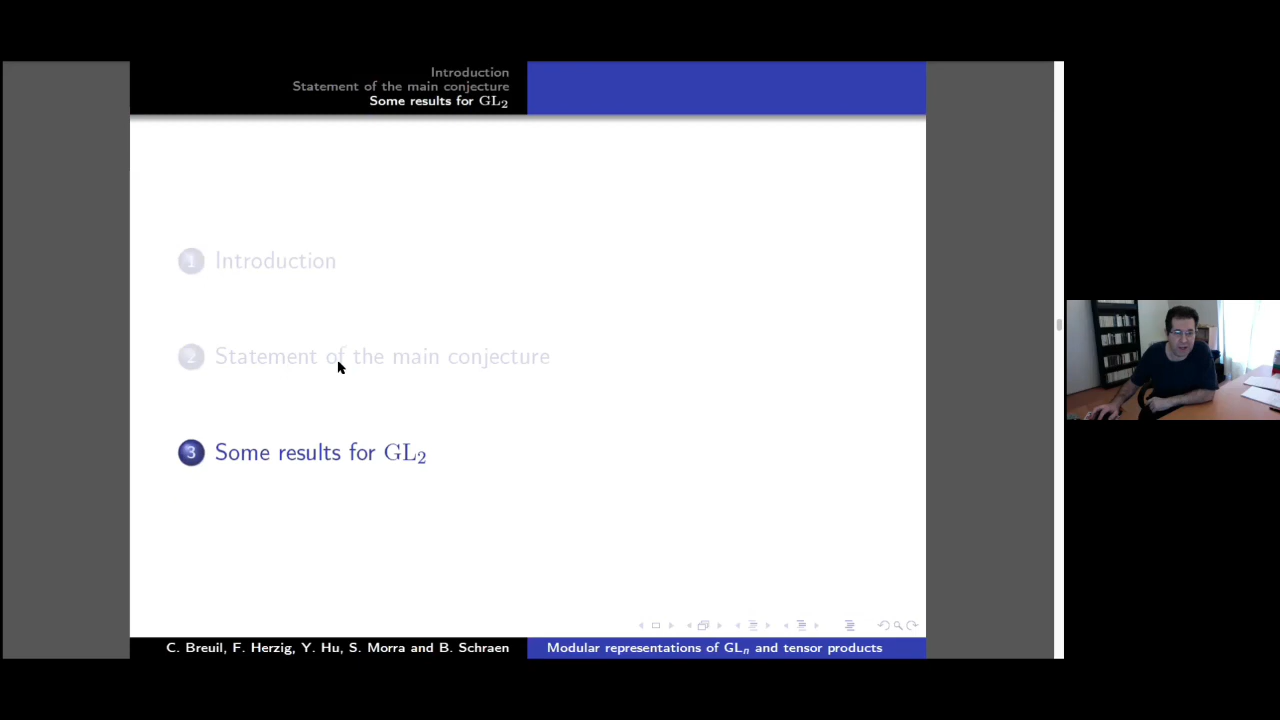 Introduction
Statement of the main conjecture
Some results for GL₂
1 Introduction
2 Statement of the main conjecture
3 Some results for GL₂
C. Breuil, F. Herzig, Y. Hu, S. Morra and B. Schraen
Modular representations of GLₙ and tensor products